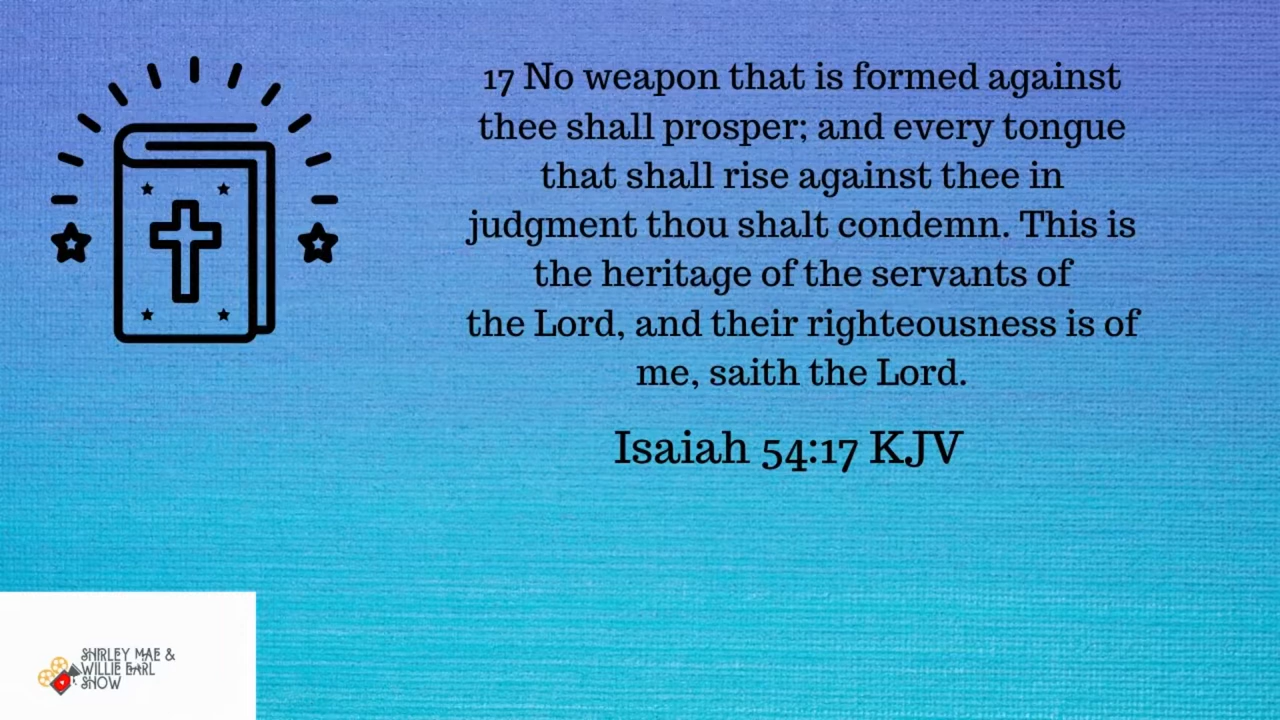 17 No weapon that is formed against
thee shall prosper; and every tongue
that shall rise against thee in
judgment thou shalt condemn. This is
the heritage of the servants of
the Lord, and their righteousness is of
me, saith the Lord.
Isaiah 54:17 KJV
SHIRLEY MAE &
WILLIE EARL
SHOW